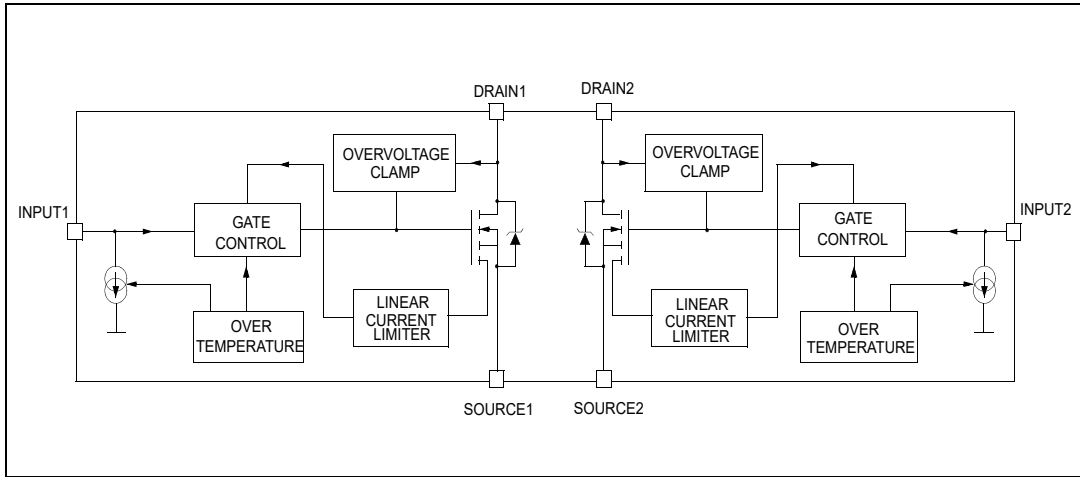 DRAIN1
DRAIN2
OVERVOLTAGE
CLAMP
OVERVOLTAGE
CLAMP
INPUT1
GATE
CONTROL
GATE
CONTROL
INPUT2
OVER
TEMPERATURE
LINEAR
CURRENT
LIMITER
LINEAR
CURRENT
LIMITER
OVER
TEMPERATURE
SOURCE1
SOURCE2